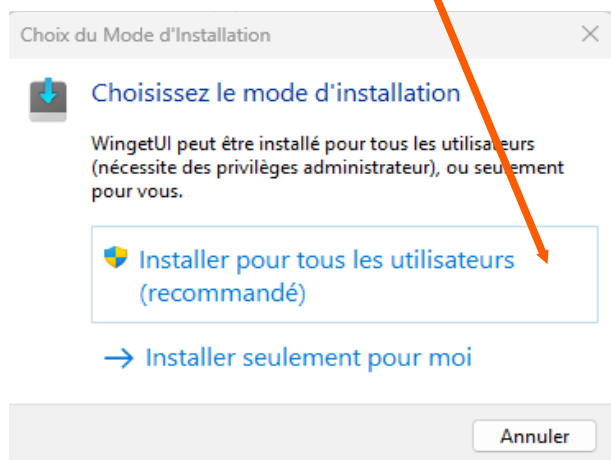 Choix du Mode d'Installation
Choisissez le mode d'installation
WingetUI peut être installé pour tous les utilisateurs
(nécessite des privilèges administrateur), ou seulement
pour vous.
Installer pour tous les utilisateurs
(recommandé)
Installer seulement pour moi
Annuler